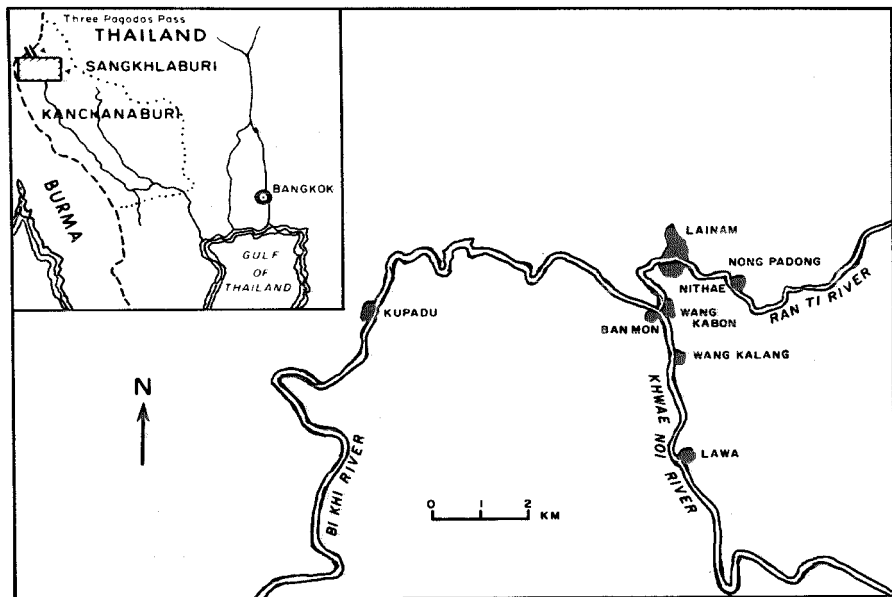 Three Pagodas Pass
THAILAND
SANGKHLABURI
KANCHANABURI
BURMA
BANGKOK
GULF
OF
THAILAND
LAINAM
NONG PADONG
NITHAE
RAN TI RIVER
KUPADU
WANG
KABON
BAN MON
WANG KALANG
N
KHWAE NOI RIVER
BI KHI RIVER
LAWA
0 1 2
KM